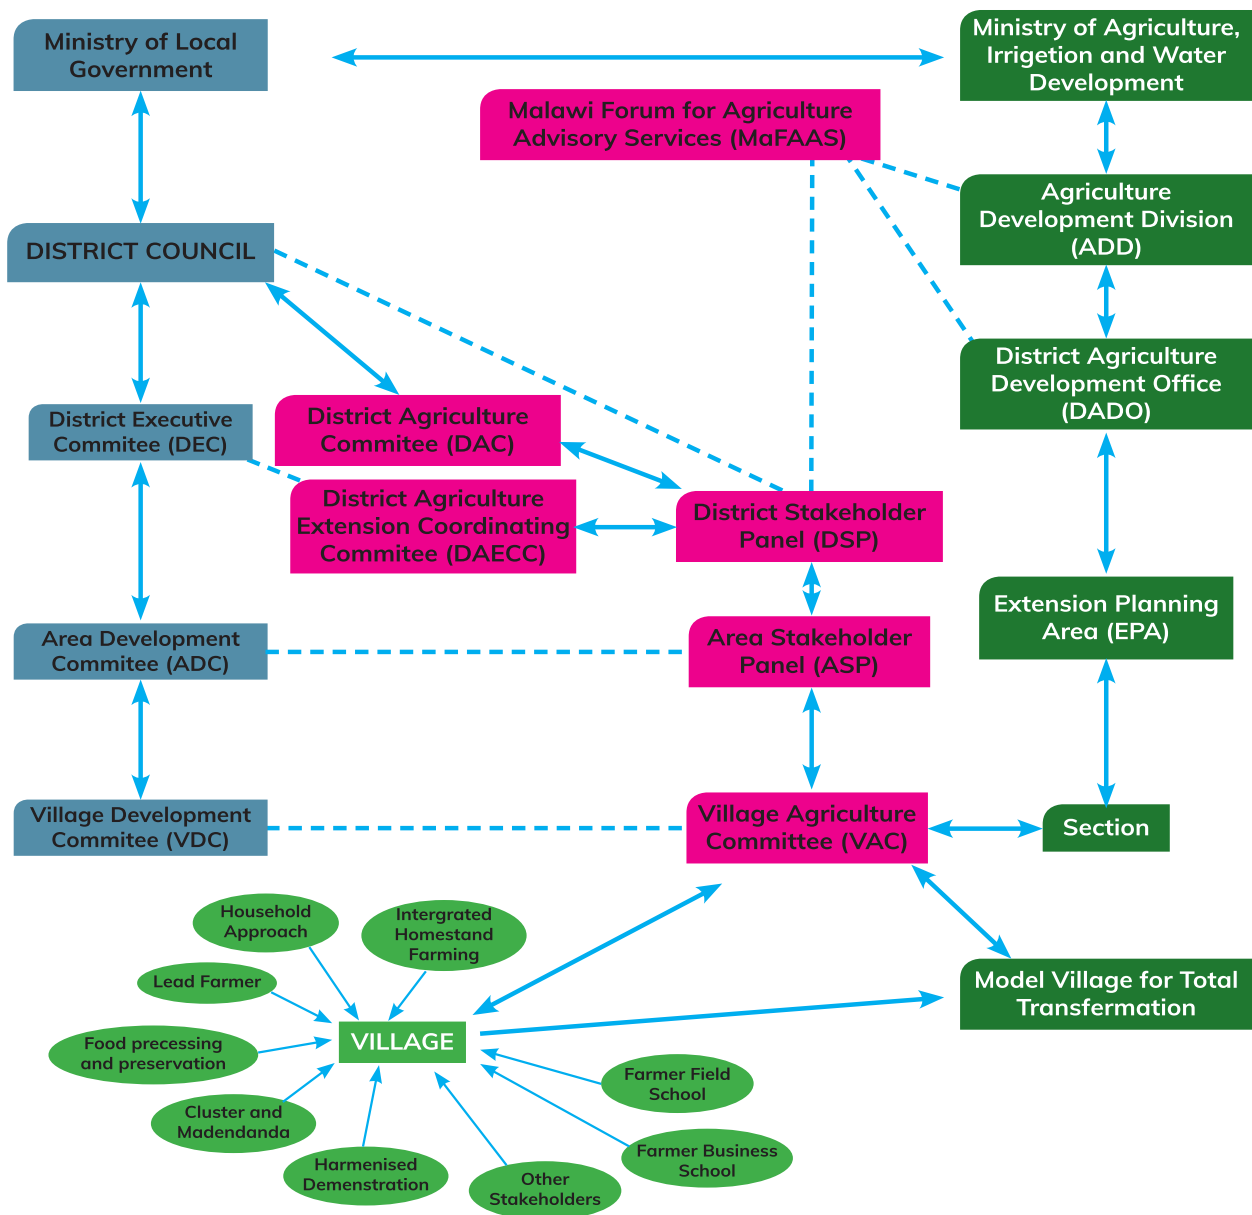 Ministry of Local
Government
Ministry of Agriculture,
Irrigetion and Water
Development
Malawi Forum for Agriculture
Advisory Services (MaFAAS)
Agriculture
Development Division
(ADD)
DISTRICT COUNCIL
District Agriculture
Development Office
(DADO)
District Executive
Commitee (DEC)
District Agriculture
Commitee (DAC)
District Agriculture
Extension Coordinating
Commitee (DAECC)
District Stakeholder
Panel (DSP)
Extension Planning
Area (EPA)
Area Development
Commitee (ADC)
Area Stakeholder
Panel (ASP)
Village Development
Commitee (VDC)
Village Agriculture
Committee (VAC)
Section
Household
Approach
Intergrated
Homestand
Farming
Lead Farmer
Model Village for Total
Transfermation
VILLAGE
Food precessing
and preservation
Farmer Field
School
Cluster and
Madendanda
Farmer Business
School
Harmenised
Demenstration
Other
Stakeholders